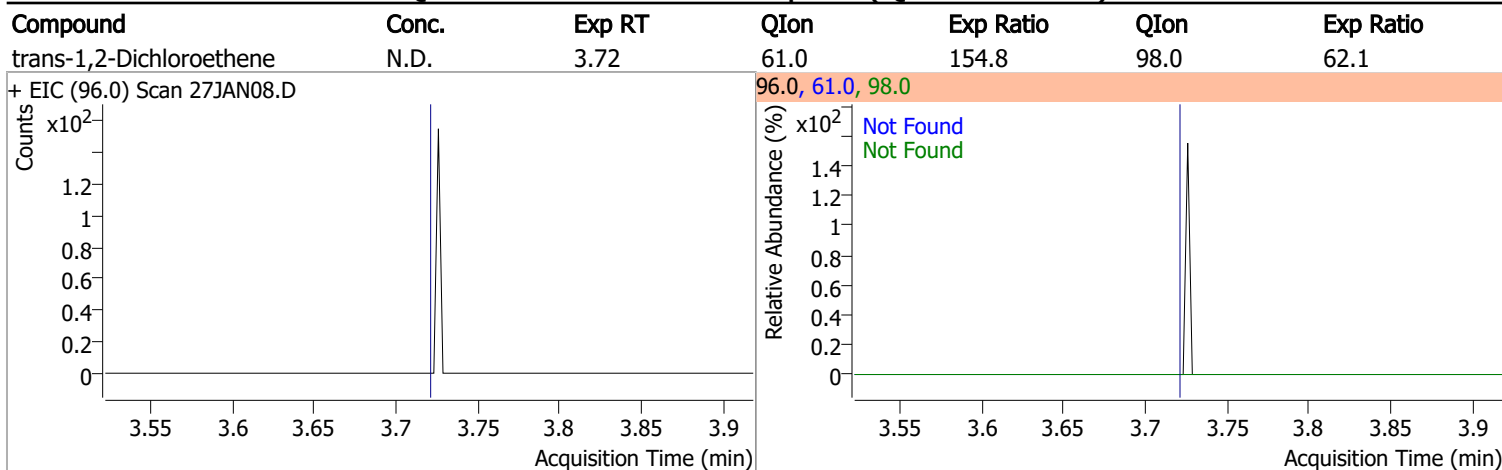 Compound Conc. Exp RT QIon Exp Ratio QIon Exp Ratio
trans-1,2-Dichloroethene N.D. 3.72 61.0 154.8 98.0 62.1
+ EIC (96.0) Scan 27JAN08.D
Counts
x10²
1.2
1
0.8
0.6
0.4
0.2
0
3.55 3.6 3.65 3.7 3.75 3.8 3.85 3.9
Acquisition Time (min)
96.0, 61.0, 98.0
Relative Abundance (%)
x10²
Not Found
Not Found
1.4
1.2
1
0.8
0.6
0.4
0.2
0
3.55 3.6 3.65 3.7 3.75 3.8 3.85 3.9
Acquisition Time (min)